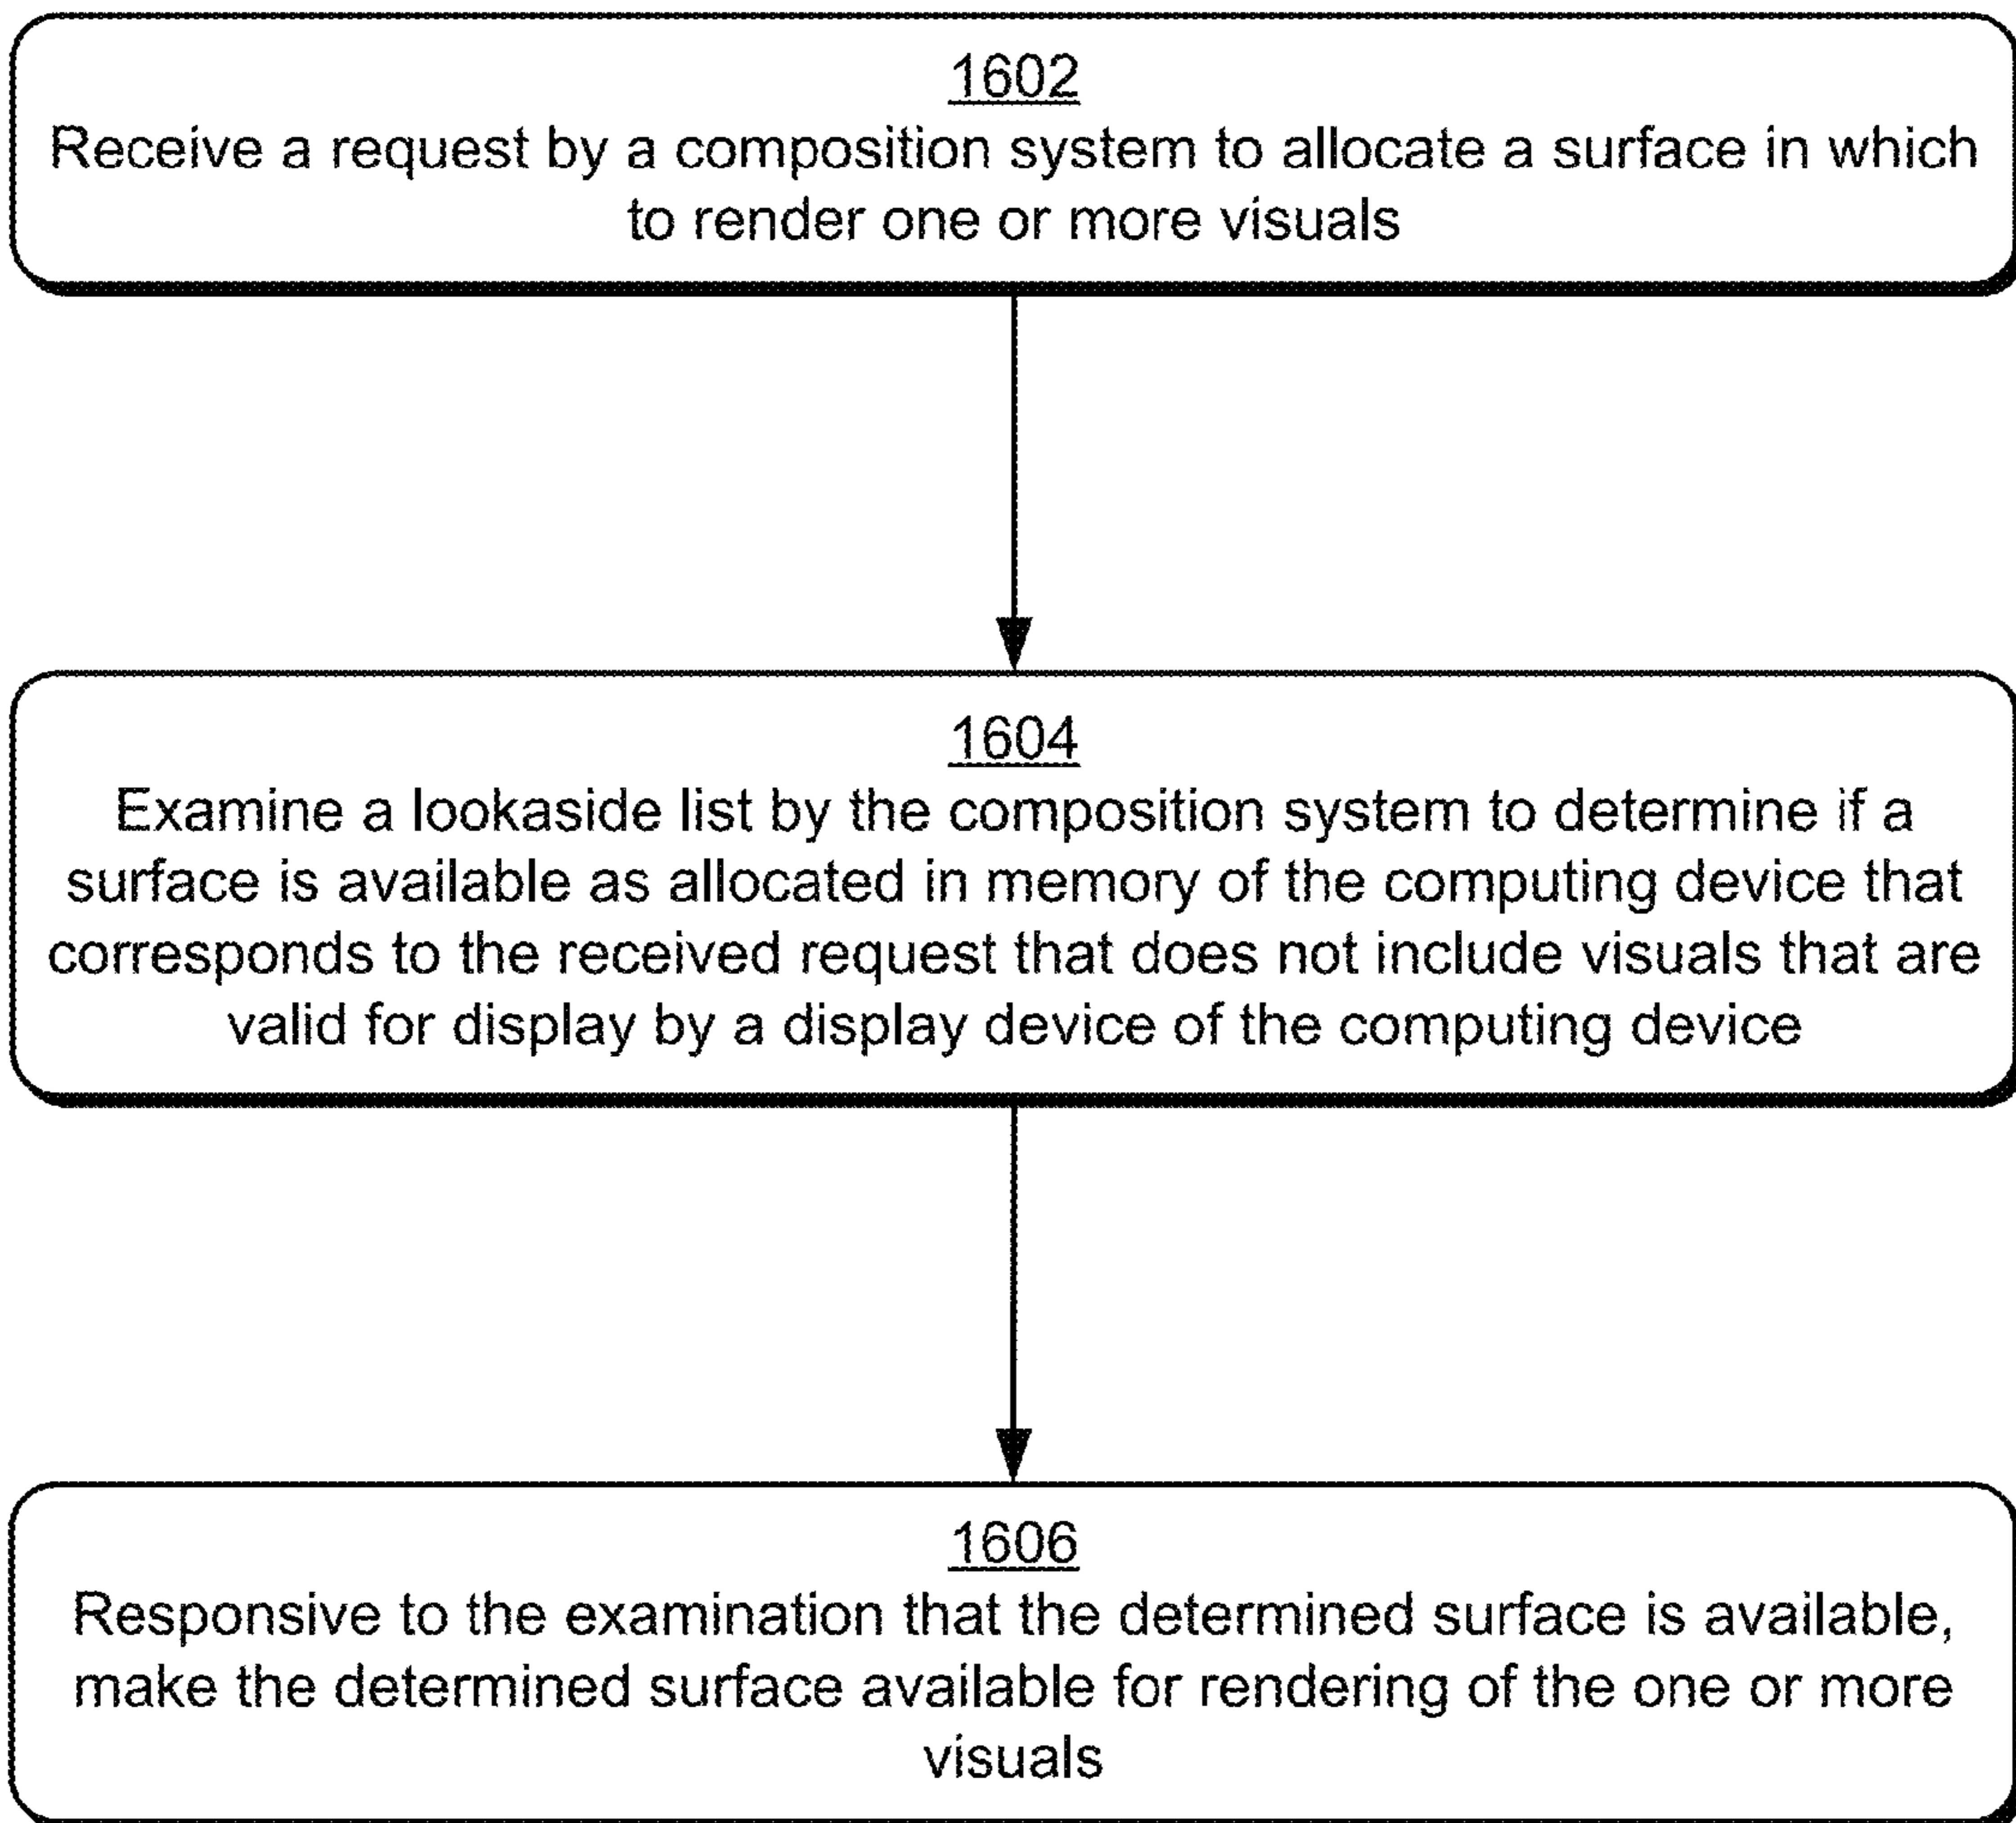 1602
Receive a request by a composition system to allocate a surface in which
to render one or more visuals
1604
Examine a lookaside list by the composition system to determine if a
surface is available as allocated in memory of the computing device that
corresponds to the received request that does not include visuals that are
valid for display by a display device of the computing device
1606
Responsive to the examination that the determined surface is available,
make the determined surface available for rendering of the one or more
visuals